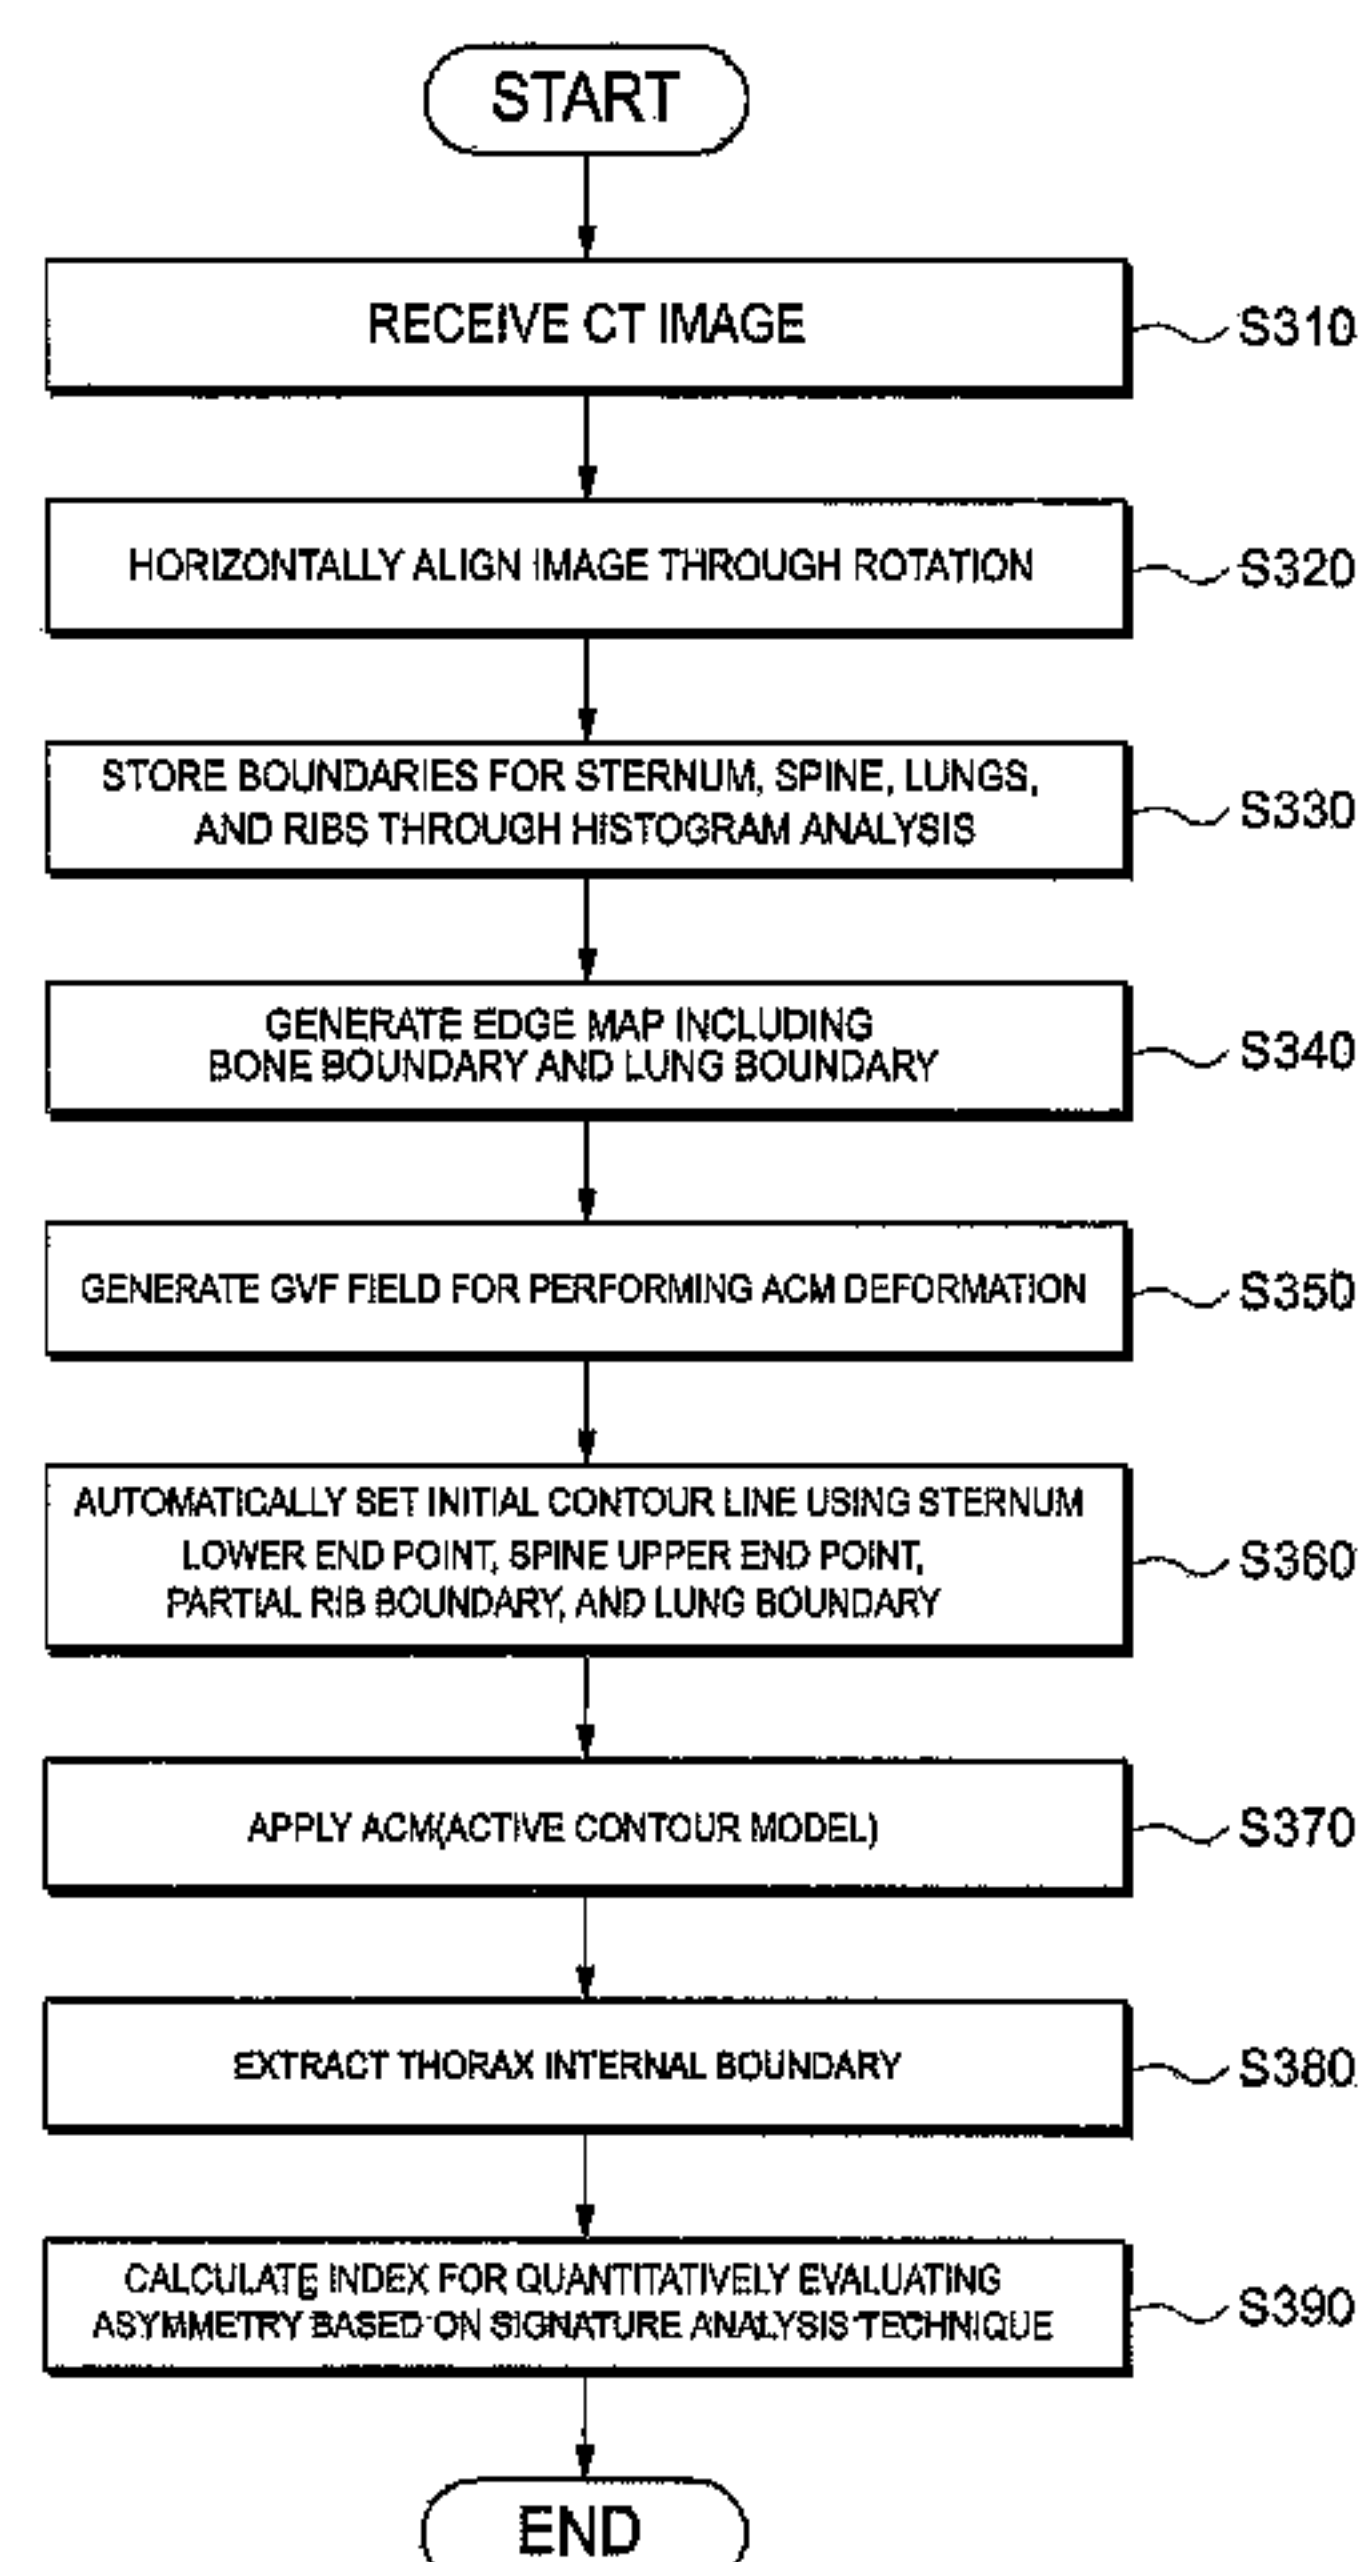 START
RECEIVE CT IMAGE
S310
HORIZONTALLY ALIGN IMAGE THROUGH ROTATION
S320
STORE BOUNDARIES FOR STERNUM, SPINE, LUNGS,
AND RIBS THROUGH HISTOGRAM ANALYSIS
S330
GENERATE EDGE MAP INCLUDING
BONE BOUNDARY AND LUNG BOUNDARY
S340
GENERATE GVF FIELD FOR PERFORMING ACM DEFORMATION
S350
AUTOMATICALLY SET INITIAL CONTOUR LINE USING STERNUM
LOWER END POINT, SPINE UPPER END POINT,
PARTIAL RIB BOUNDARY, AND LUNG BOUNDARY
S360
APPLY ACM(ACTIVE CONTOUR MODEL)
S370
EXTRACT THORAX INTERNAL BOUNDARY
S380
CALCULATE INDEX FOR QUANTITATIVELY EVALUATING
ASYMMETRY BASED ON SIGNATURE ANALYSIS TECHNIQUE
S390
END